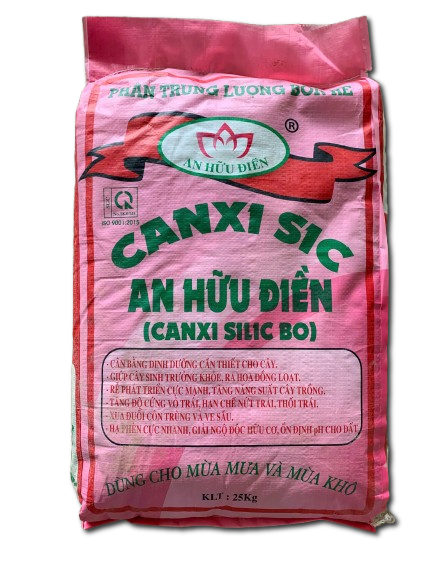 PHÂN TRUNG LƯỢNG BÓN RỄ
®
AN HỮU ĐIỀN
ISO 9001:2015
CANXI SIC
AN HỮU ĐIỀN
(CANXI SILIC BO)
- CÂN BẰNG DINH DƯỠNG CẦN THIẾT CHO CÂY.
- GIÚP CÂY SINH TRƯỞNG KHỎE, RA HOA ĐỒNG LOẠT.
- RỄ PHÁT TRIỂN CỰC MẠNH, TĂNG NĂNG SUẤT CÂY TRỒNG.
- TĂNG ĐỘ CỨNG VỎ TRÁI, HẠN CHẾ NỨT TRÁI, THỐI TRÁI.
- XUA ĐUỔI CÔN TRÙNG VÀ VE SẦU.
- HẠ PHÈN CỰC NHANH, GIẢI NGỘ ĐỘC HỮU CƠ, ỔN ĐỊNH pH CHO ĐẤT.
DÙNG CHO MÙA MƯA VÀ MÙA KHÔ
KLT : 25Kg